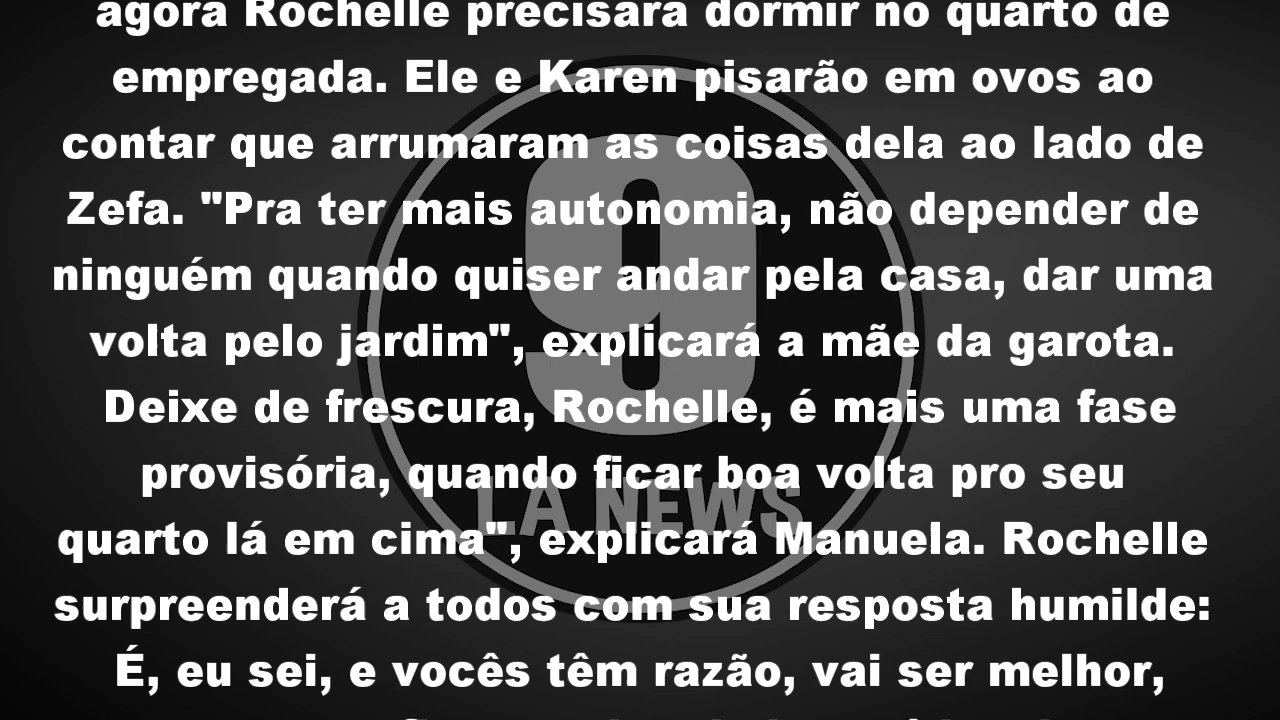 agora Rochelle precisará dormir no quarto de
empregada. Ele e Karen pisarão em ovos ao
contar que arrumaram as coisas dela ao lado de
Zefa. "Pra ter mais autonomia, não depender de
ninguém quando quiser andar pela casa, dar uma
volta pelo jardim", explicará a mãe da garota.
Deixe de frescura, Rochelle, é mais uma fase
provisória, quando ficar boa volta pro seu
quarto lá em cima", explicará Manuela. Rochelle
surpreenderá a todos com sua resposta humilde:
É, eu sei, e vocês têm razão, vai ser melhor,
9
LA NEWS